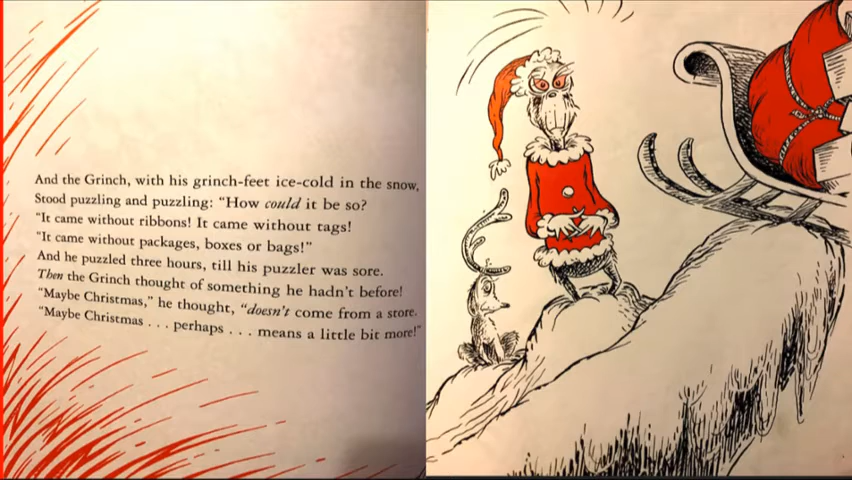 And the Grinch, with his grinch-feet ice-cold in the snow,
Stood puzzling and puzzling: "How could it be so?
"It came without ribbons! It came without tags!
"It came without packages, boxes or bags!"
And he puzzled three hours, till his puzzler was sore.
Then the Grinch thought of something he hadn't before!
"Maybe Christmas," he thought, "doesn't come from a store.
"Maybe Christmas . . . perhaps . . . means a little bit more!"